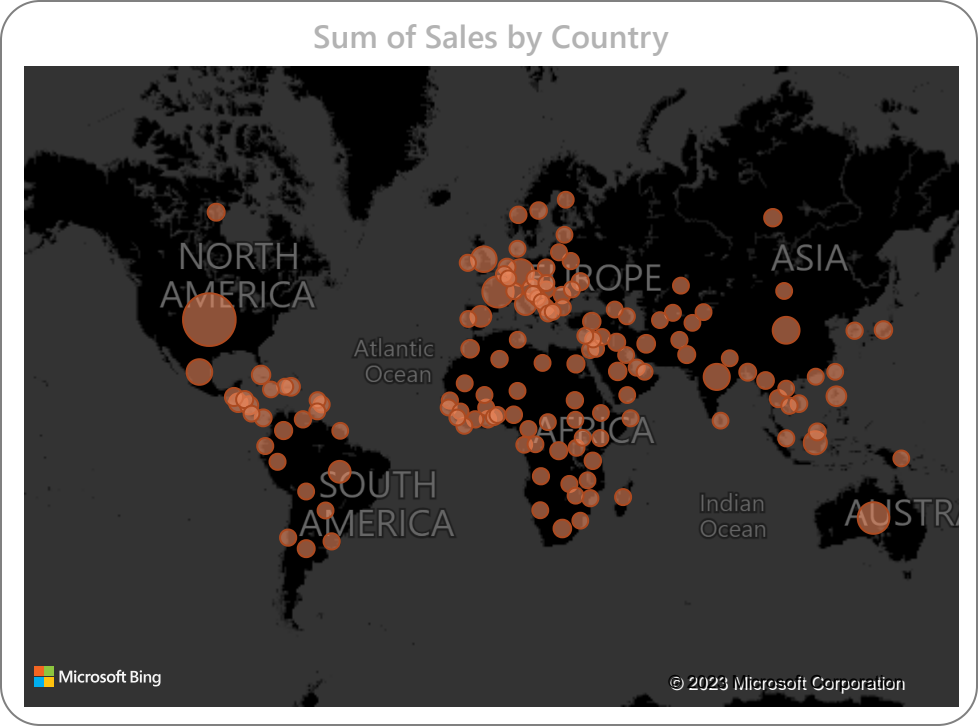 Sum of Sales by Country
NORTH
AMERICA
EUROPE
ASIA
Atlantic
Ocean
AFRICA
SOUTH
AMERICA
Indian
Ocean
AUSTRA
Microsoft Bing
© 2023 Microsoft Corporation